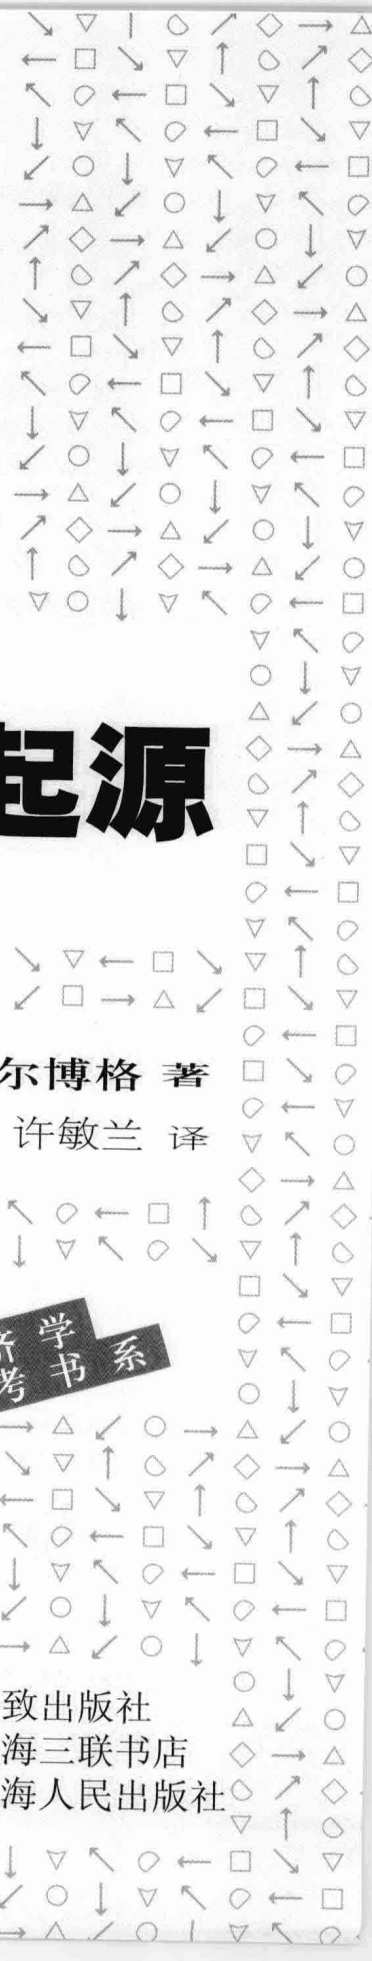 起源
尔博格 著
许敏兰 译
济学
考书系
致出版社
海三联书店
海人民出版社